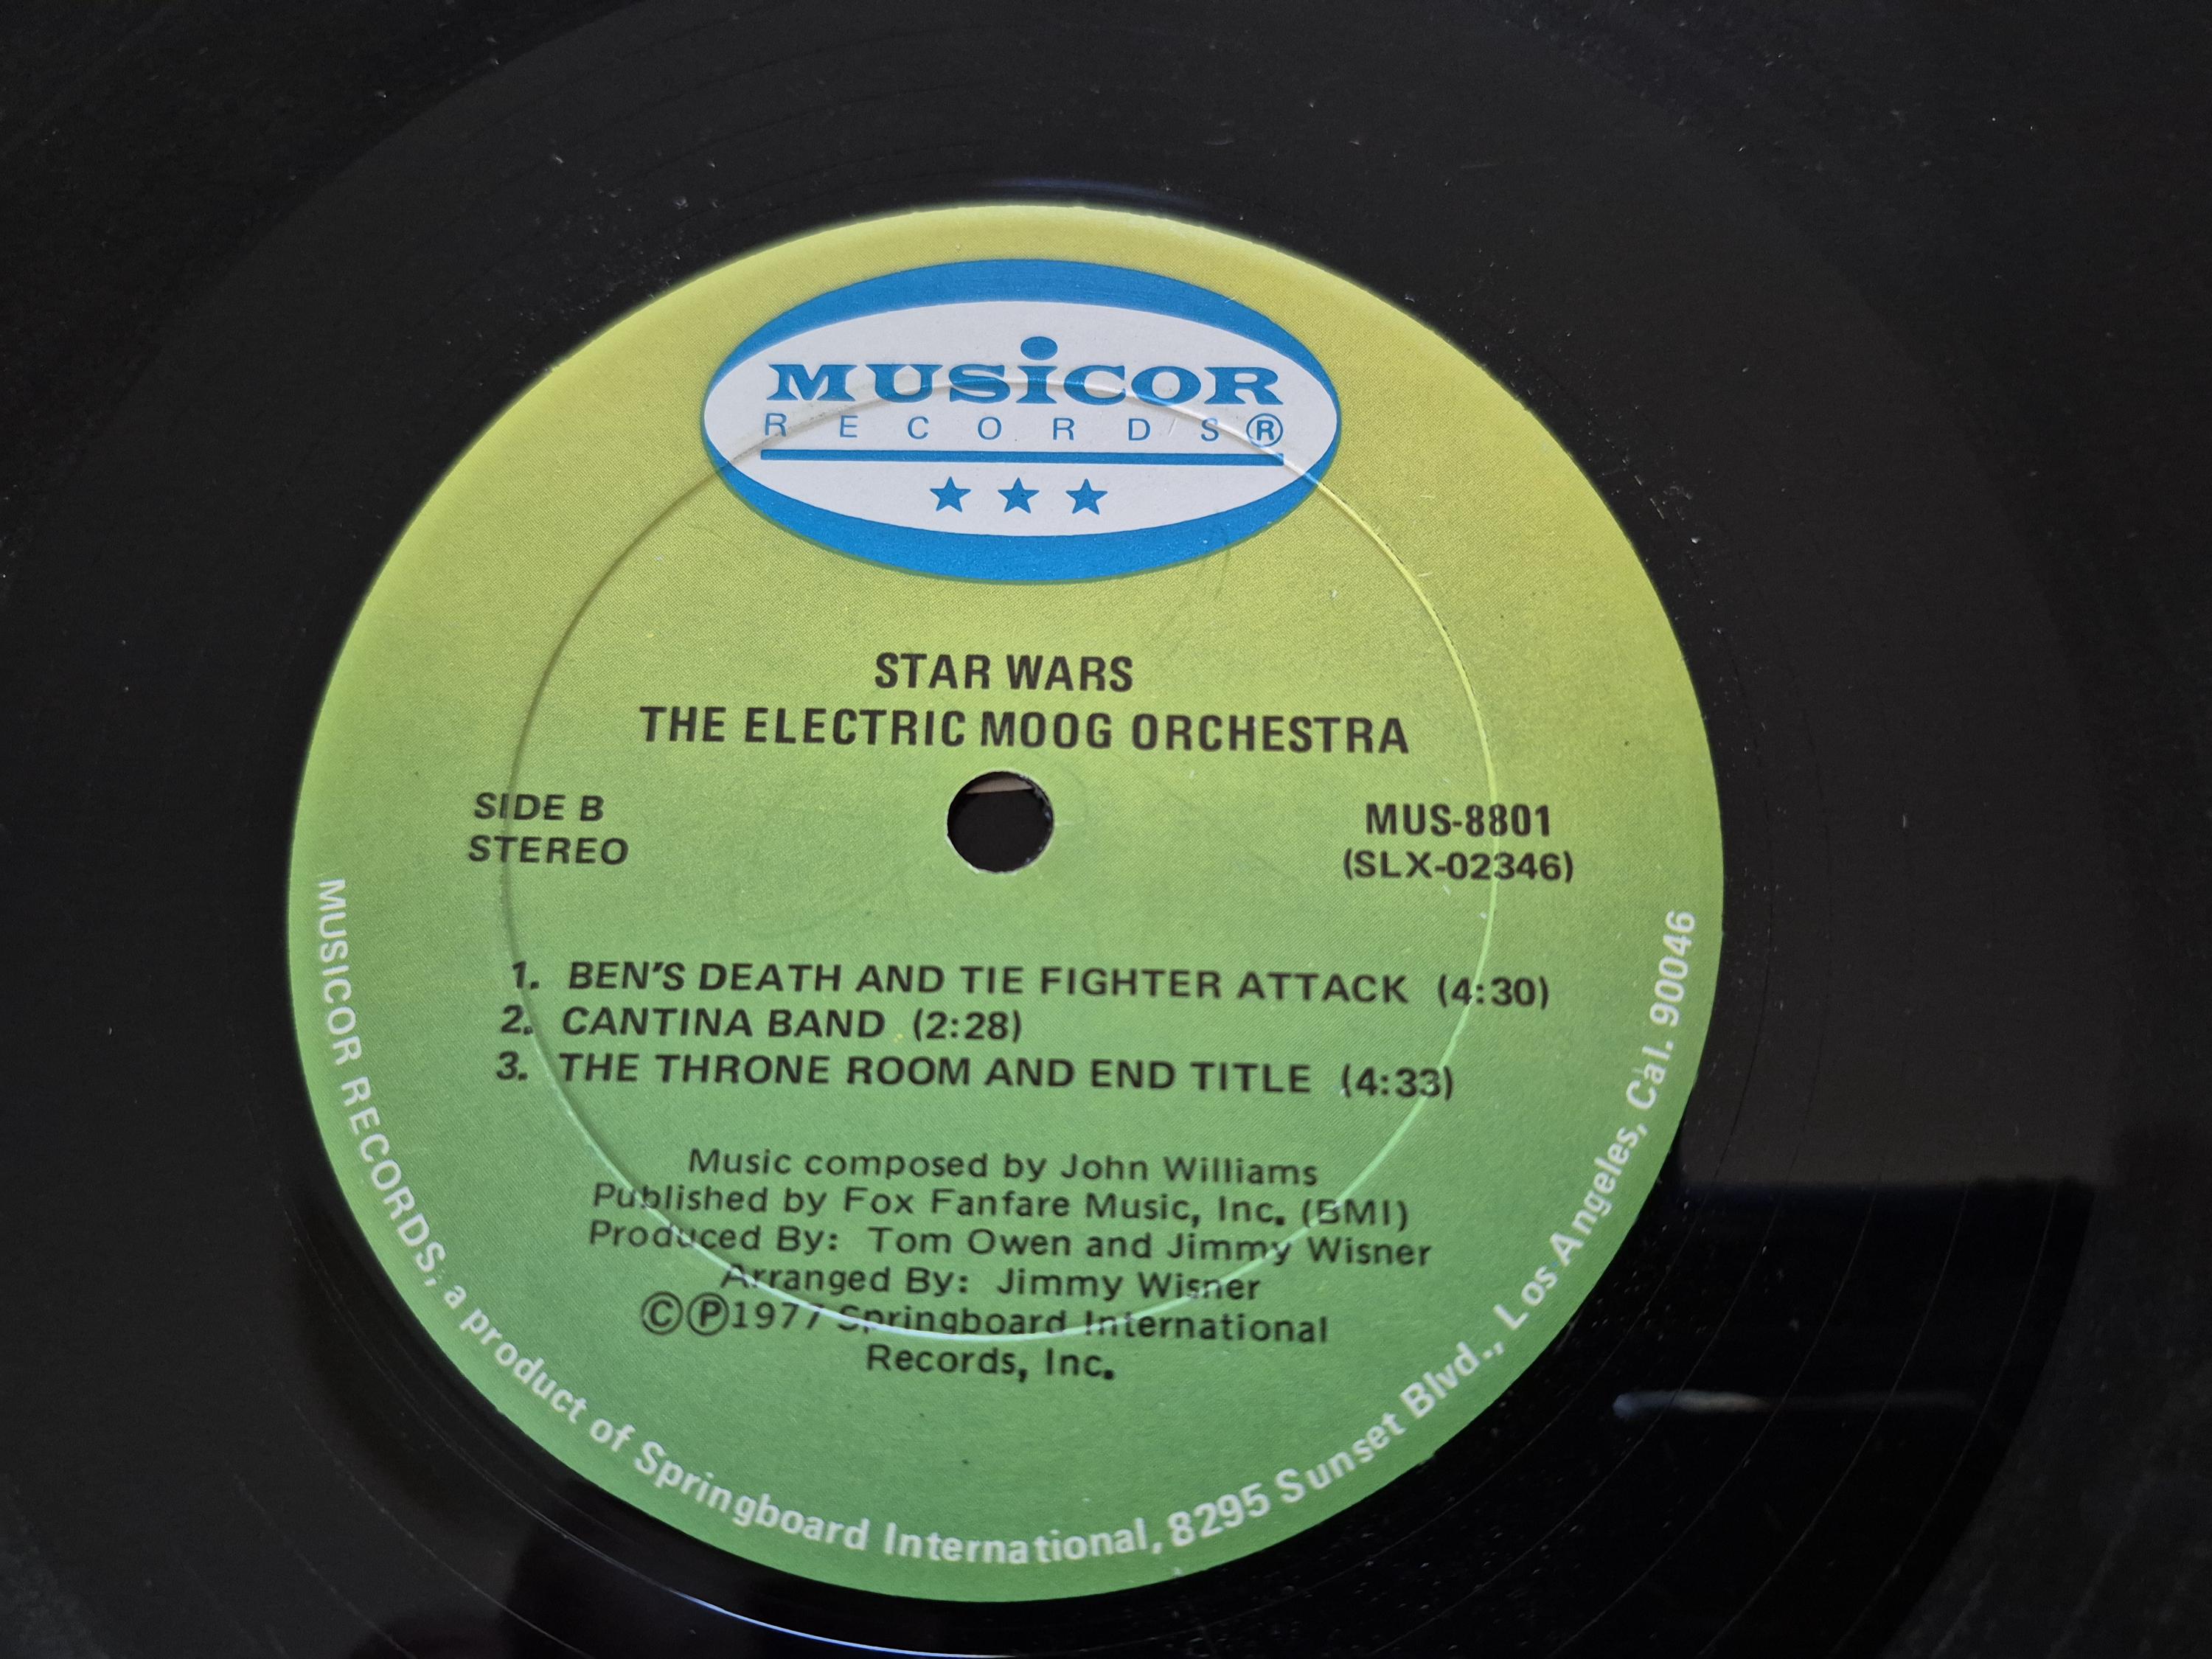 MUSiCOR
RECORDS®
STAR WARS
THE ELECTRIC MOOG ORCHESTRA
SIDE B
STEREO
MUS-8801
(SLX-02346)
1. BEN'S DEATH AND TIE FIGHTER ATTACK (4:30)
2. CANTINA BAND (2:28)
3. THE THRONE ROOM AND END TITLE (4:33)
Music composed by John Williams
Published by Fox Fanfare Music, Inc. (BMI)
Produced By: Tom Owen and Jimmy Wisner
Arranged By: Jimmy Wisner
©℗1977 Springboard International
Records, Inc.
MUSICOR RECORDS, a product of Springboard International, 8295 Sunset Blvd., Los Angeles, Cal. 90046